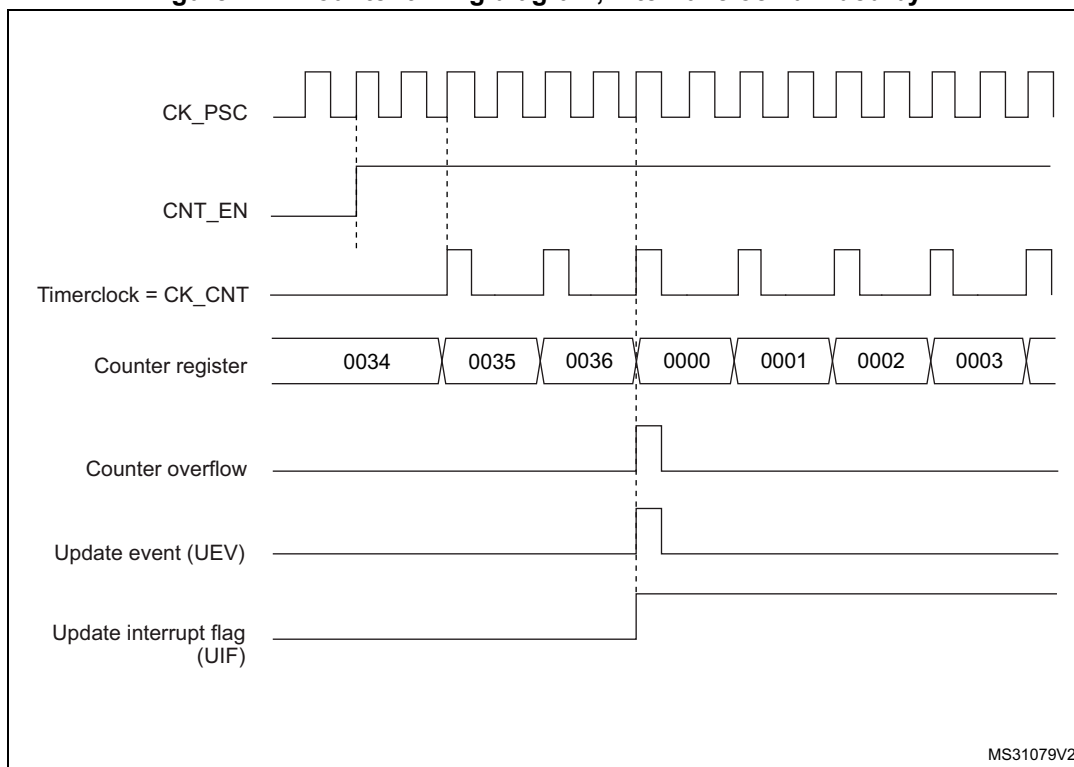 CK_PSC
CNT_EN
Timerclock = CK_CNT
Counter register
0034 0035 0036 0000 0001 0002 0003
Counter overflow
Update event (UEV)
Update interrupt flag
(UIF)
MS31079V2